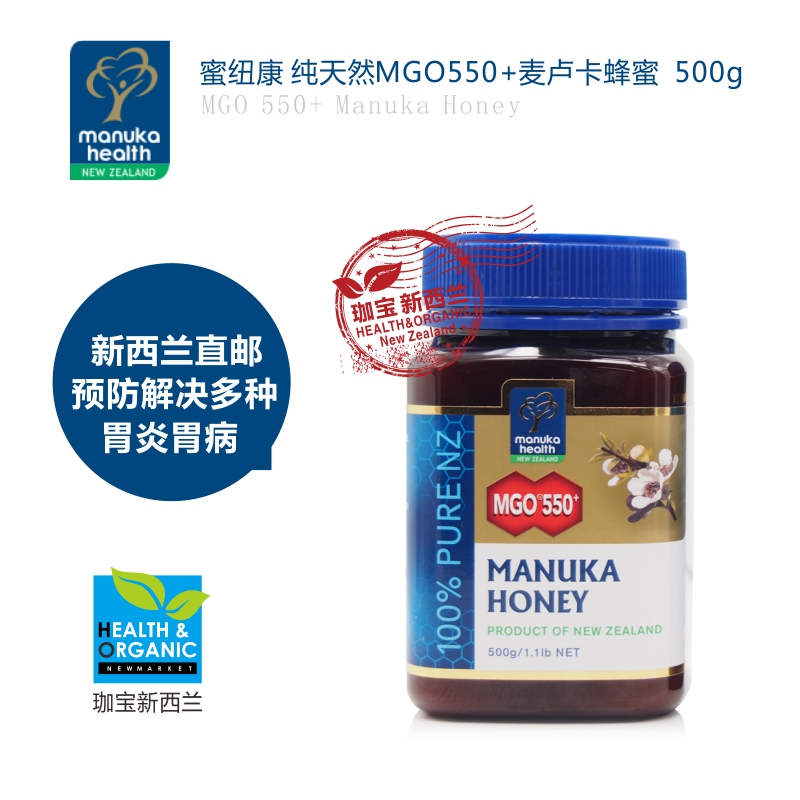 manuka
health
NEW ZEALAND
蜜纽康 纯天然MGO550+麦卢卡蜂蜜 500g
MGO 550+ Manuka Honey
珈宝新西兰
HEALTH&ORGANIC
New Zealand
新西兰直邮
预防解决多种
胃炎胃病
HEALTH &
ORGANIC
NEWMARKET
珈宝新西兰
100% PURE NZ
manuka
health
NEW ZEALAND
MGO® 550+
MANUKA
HONEY
PRODUCT OF NEW ZEALAND
500g/1.1lb NET